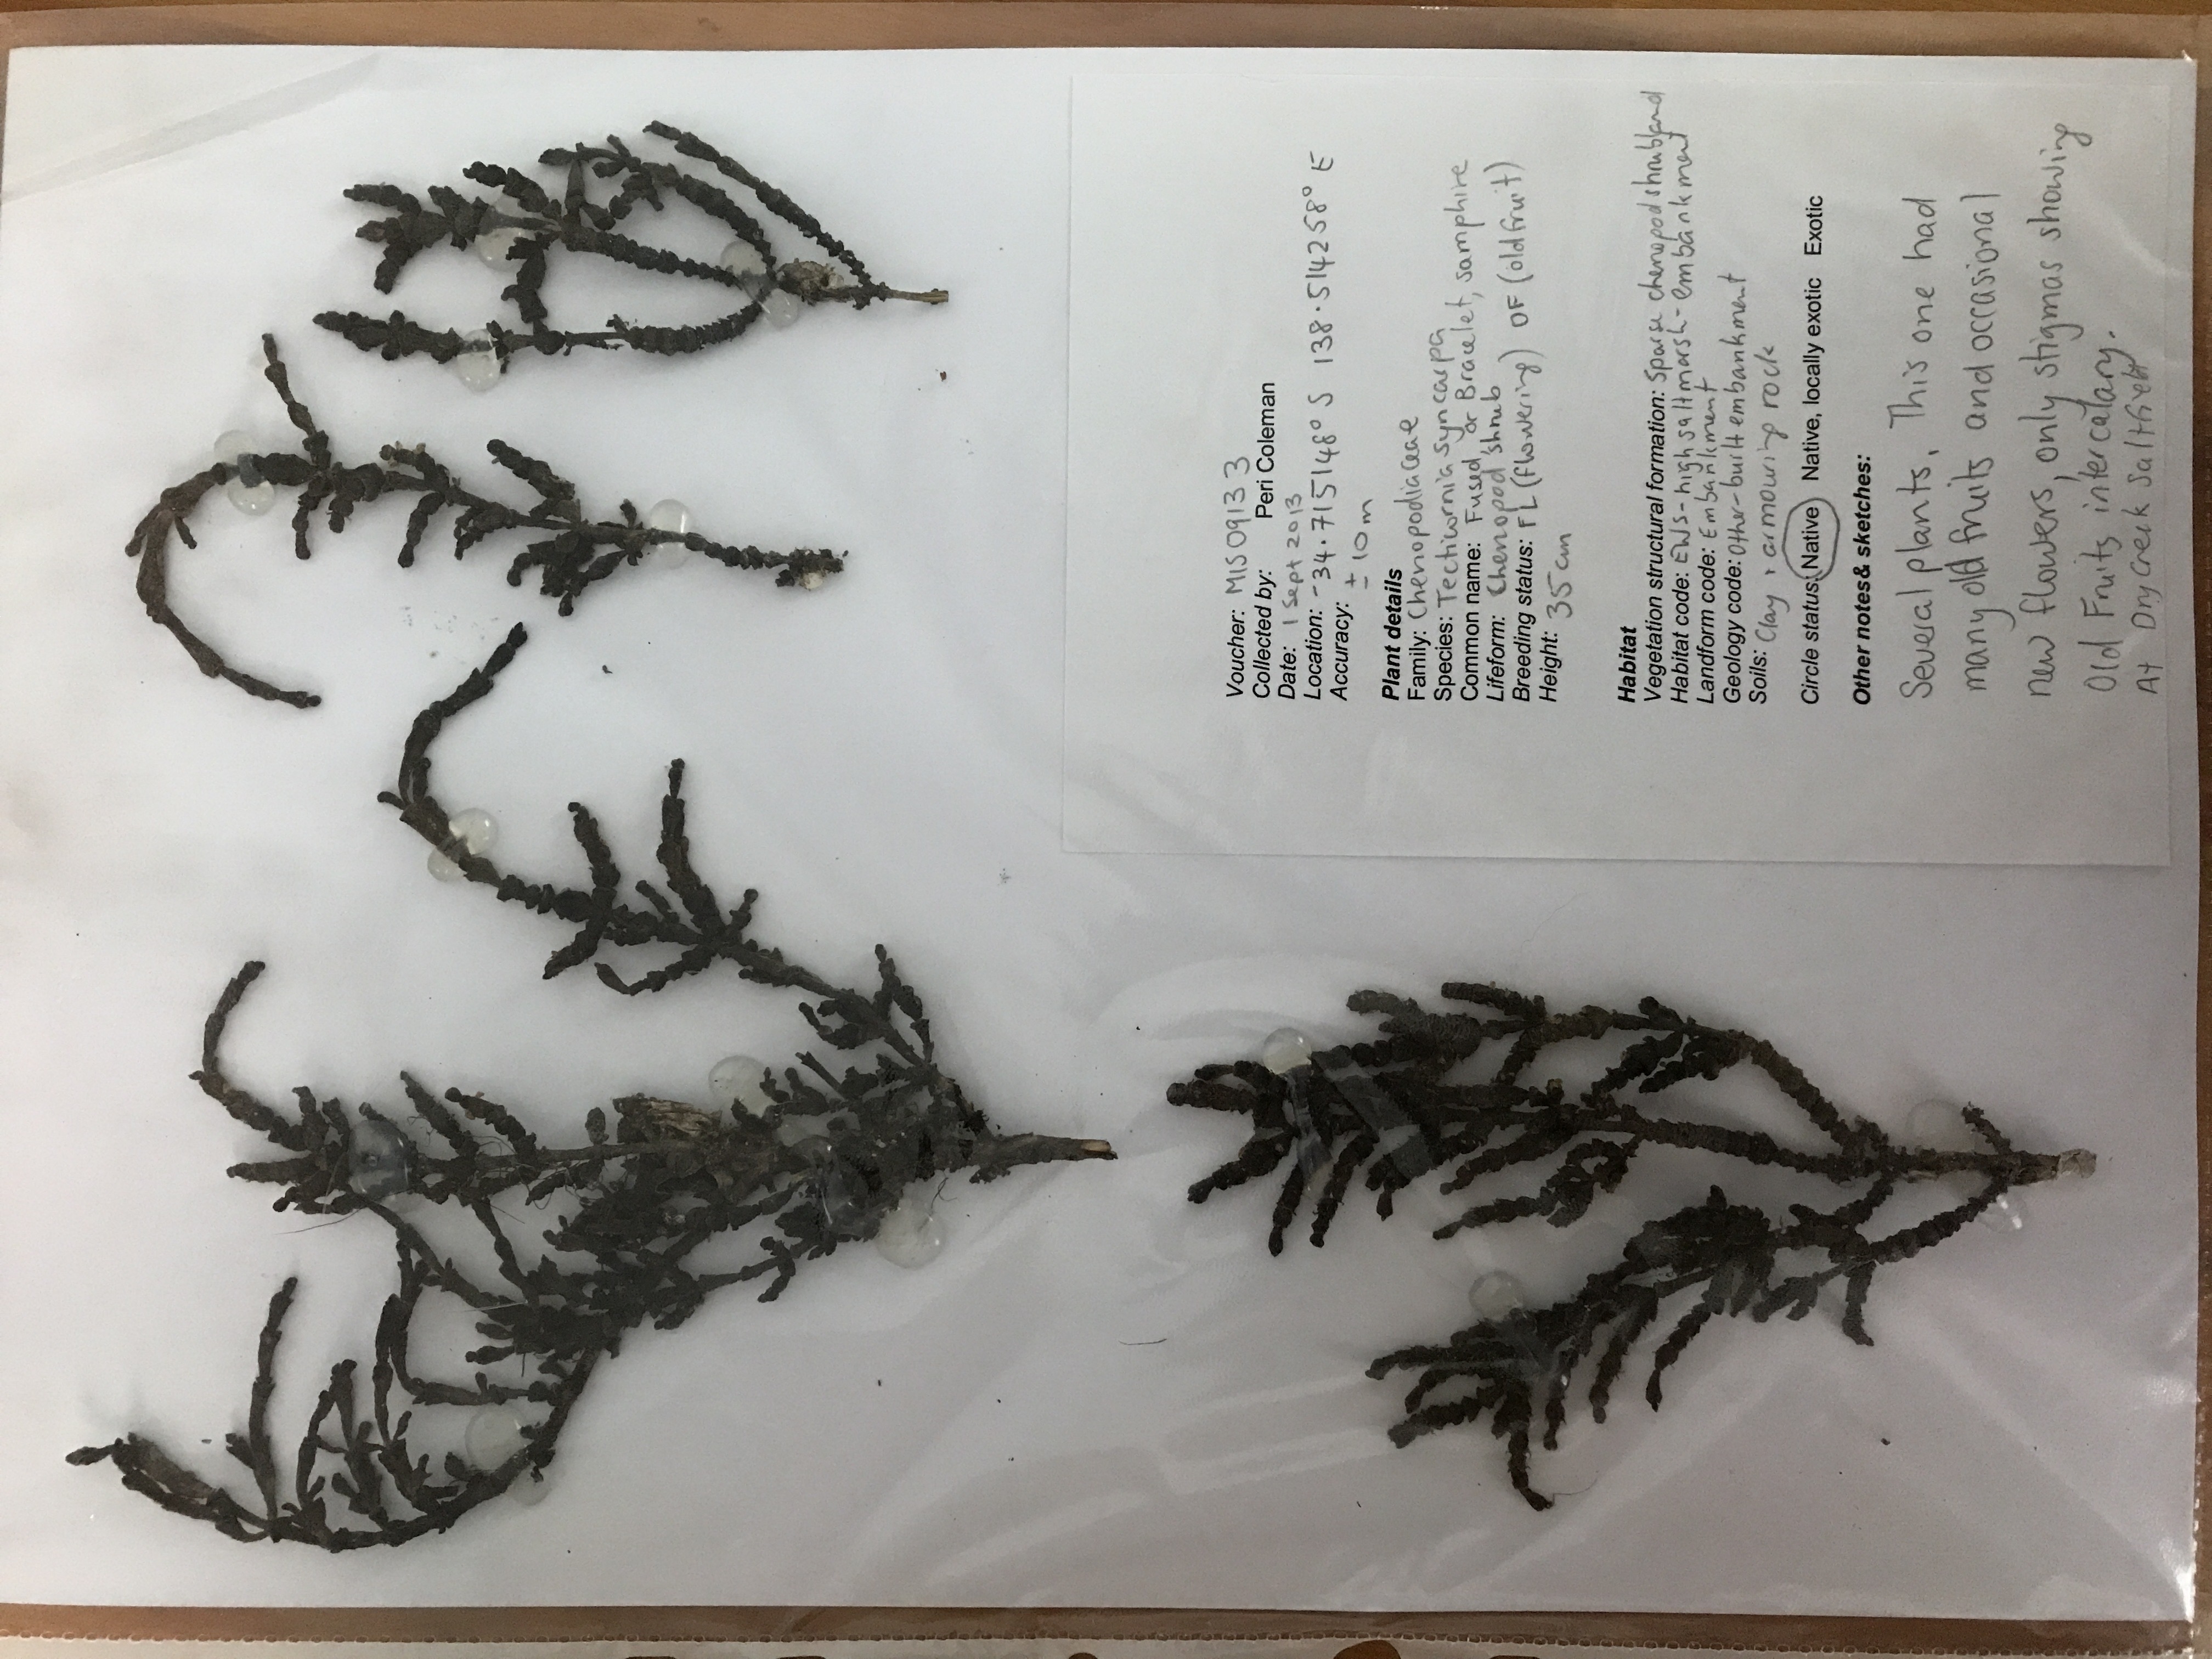 Voucher: MIS09133
Collected by: Peri Coleman
Date: 1 Sept 2013
Location: -34.715148° S 138.514258° E
Accuracy: ± 10m
Plant details
Family: Chenopodiaceae
Species: Tecticornia syncarpa
Common name: Fused, or Bracelet, samphire
Lifeform: Chenopod shrub
Breeding status: FL (flowering) OF (old fruit)
Height: 35cm
Habitat
Vegetation structural formation: Sparse chenopod shrubland
Habitat code: EWS - high saltmarsh - embankment
Landform code: Embankment
Geology code: Other - built embankment
Soils: Clay + armouring rock
Circle status: Native Native, locally exotic Exotic
Other notes& sketches:
Several plants, This one had
many old fruits and occasional
new flowers, only stigmas showing
Old Fruits intercalary.
At Dry Creek Saltfield